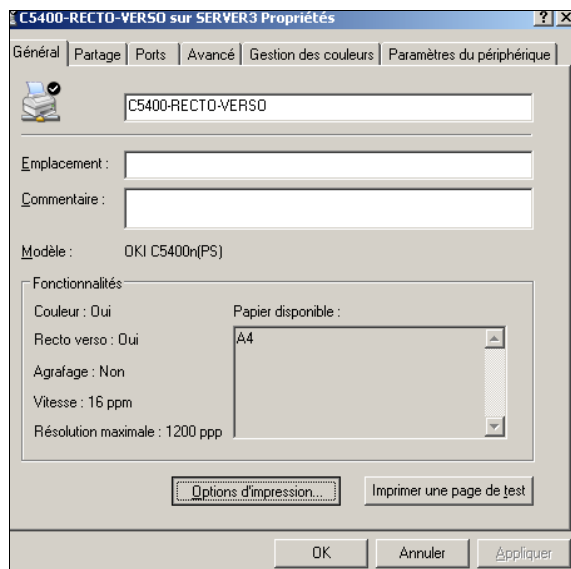 C5400-RECTO-VERSO sur SERVER3 Propriétés
Général Partage Ports Avancé Gestion des couleurs Paramètres du périphérique
C5400-RECTO-VERSO
Emplacement :
Commentaire :
Modèle : OKI C5400n(PS)
Fonctionnalités
Couleur : Oui Papier disponible :
Recto verso : Oui A4
Agrafage : Non
Vitesse : 16 ppm
Résolution maximale : 1200 ppp
Options d'impression... Imprimer une page de test
OK Annuler Appliquer